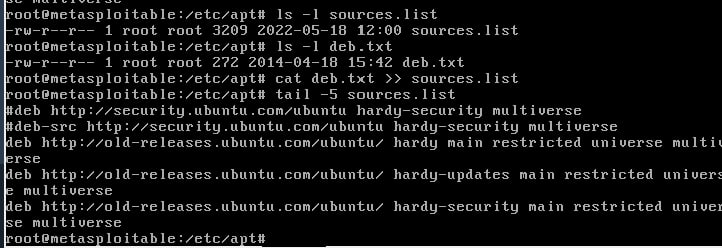 se multiverse
root@metasploitable:/etc/apt# ls -l sources.list
-rw-r--r-- 1 root root 3209 2022-05-18 12:00 sources.list
root@metasploitable:/etc/apt# ls -l deb.txt
-rw-r--r-- 1 root root 272 2014-04-18 15:42 deb.txt
root@metasploitable:/etc/apt# cat deb.txt >> sources.list
root@metasploitable:/etc/apt# tail -5 sources.list
#deb http://security.ubuntu.com/ubuntu hardy-security multiverse
#deb-src http://security.ubuntu.com/ubuntu hardy-security multiverse
deb http://old-releases.ubuntu.com/ubuntu/ hardy main restricted universe multiv
erse
deb http://old-releases.ubuntu.com/ubuntu/ hardy-updates main restricted univers
e multiverse
deb http://old-releases.ubuntu.com/ubuntu/ hardy-security main restricted univer
se multiverse
root@metasploitable:/etc/apt#